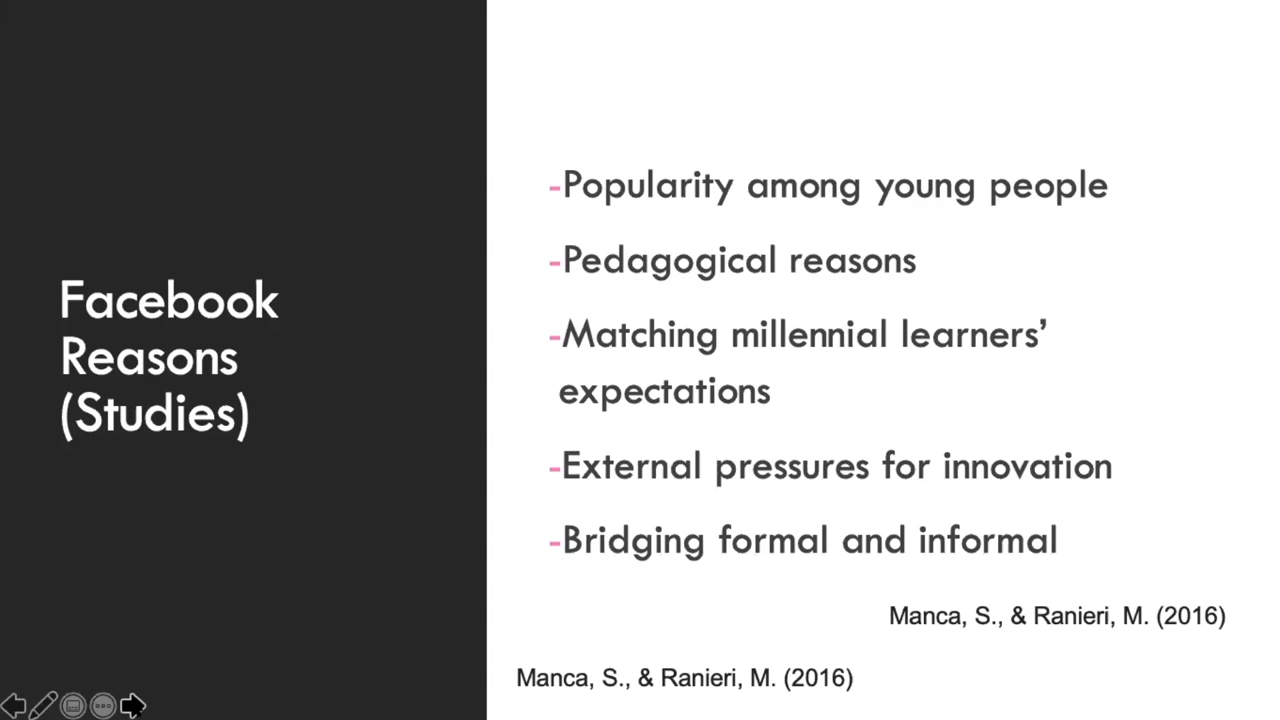 Facebook
Reasons
(Studies)
-Popularity among young people
-Pedagogical reasons
-Matching millennial learners’
expectations
-External pressures for innovation
-Bridging formal and informal
Manca, S., & Ranieri, M. (2016)
Manca, S., & Ranieri, M. (2016)